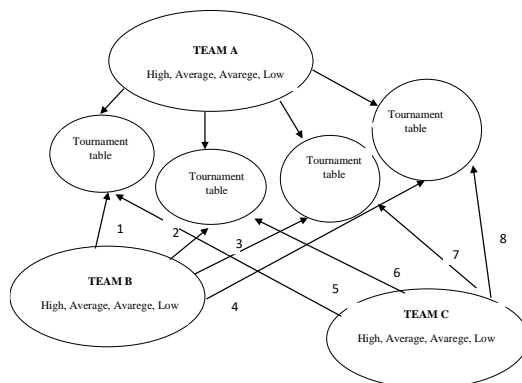 TEAM A
High, Average, Avarege, Low
Tournament
table
Tournament
table
Tournament
table
Tournament
table
1
2
3
4
5
6
7
8
TEAM B
High, Average, Avarege, Low
TEAM C
High, Average, Avarege, Low